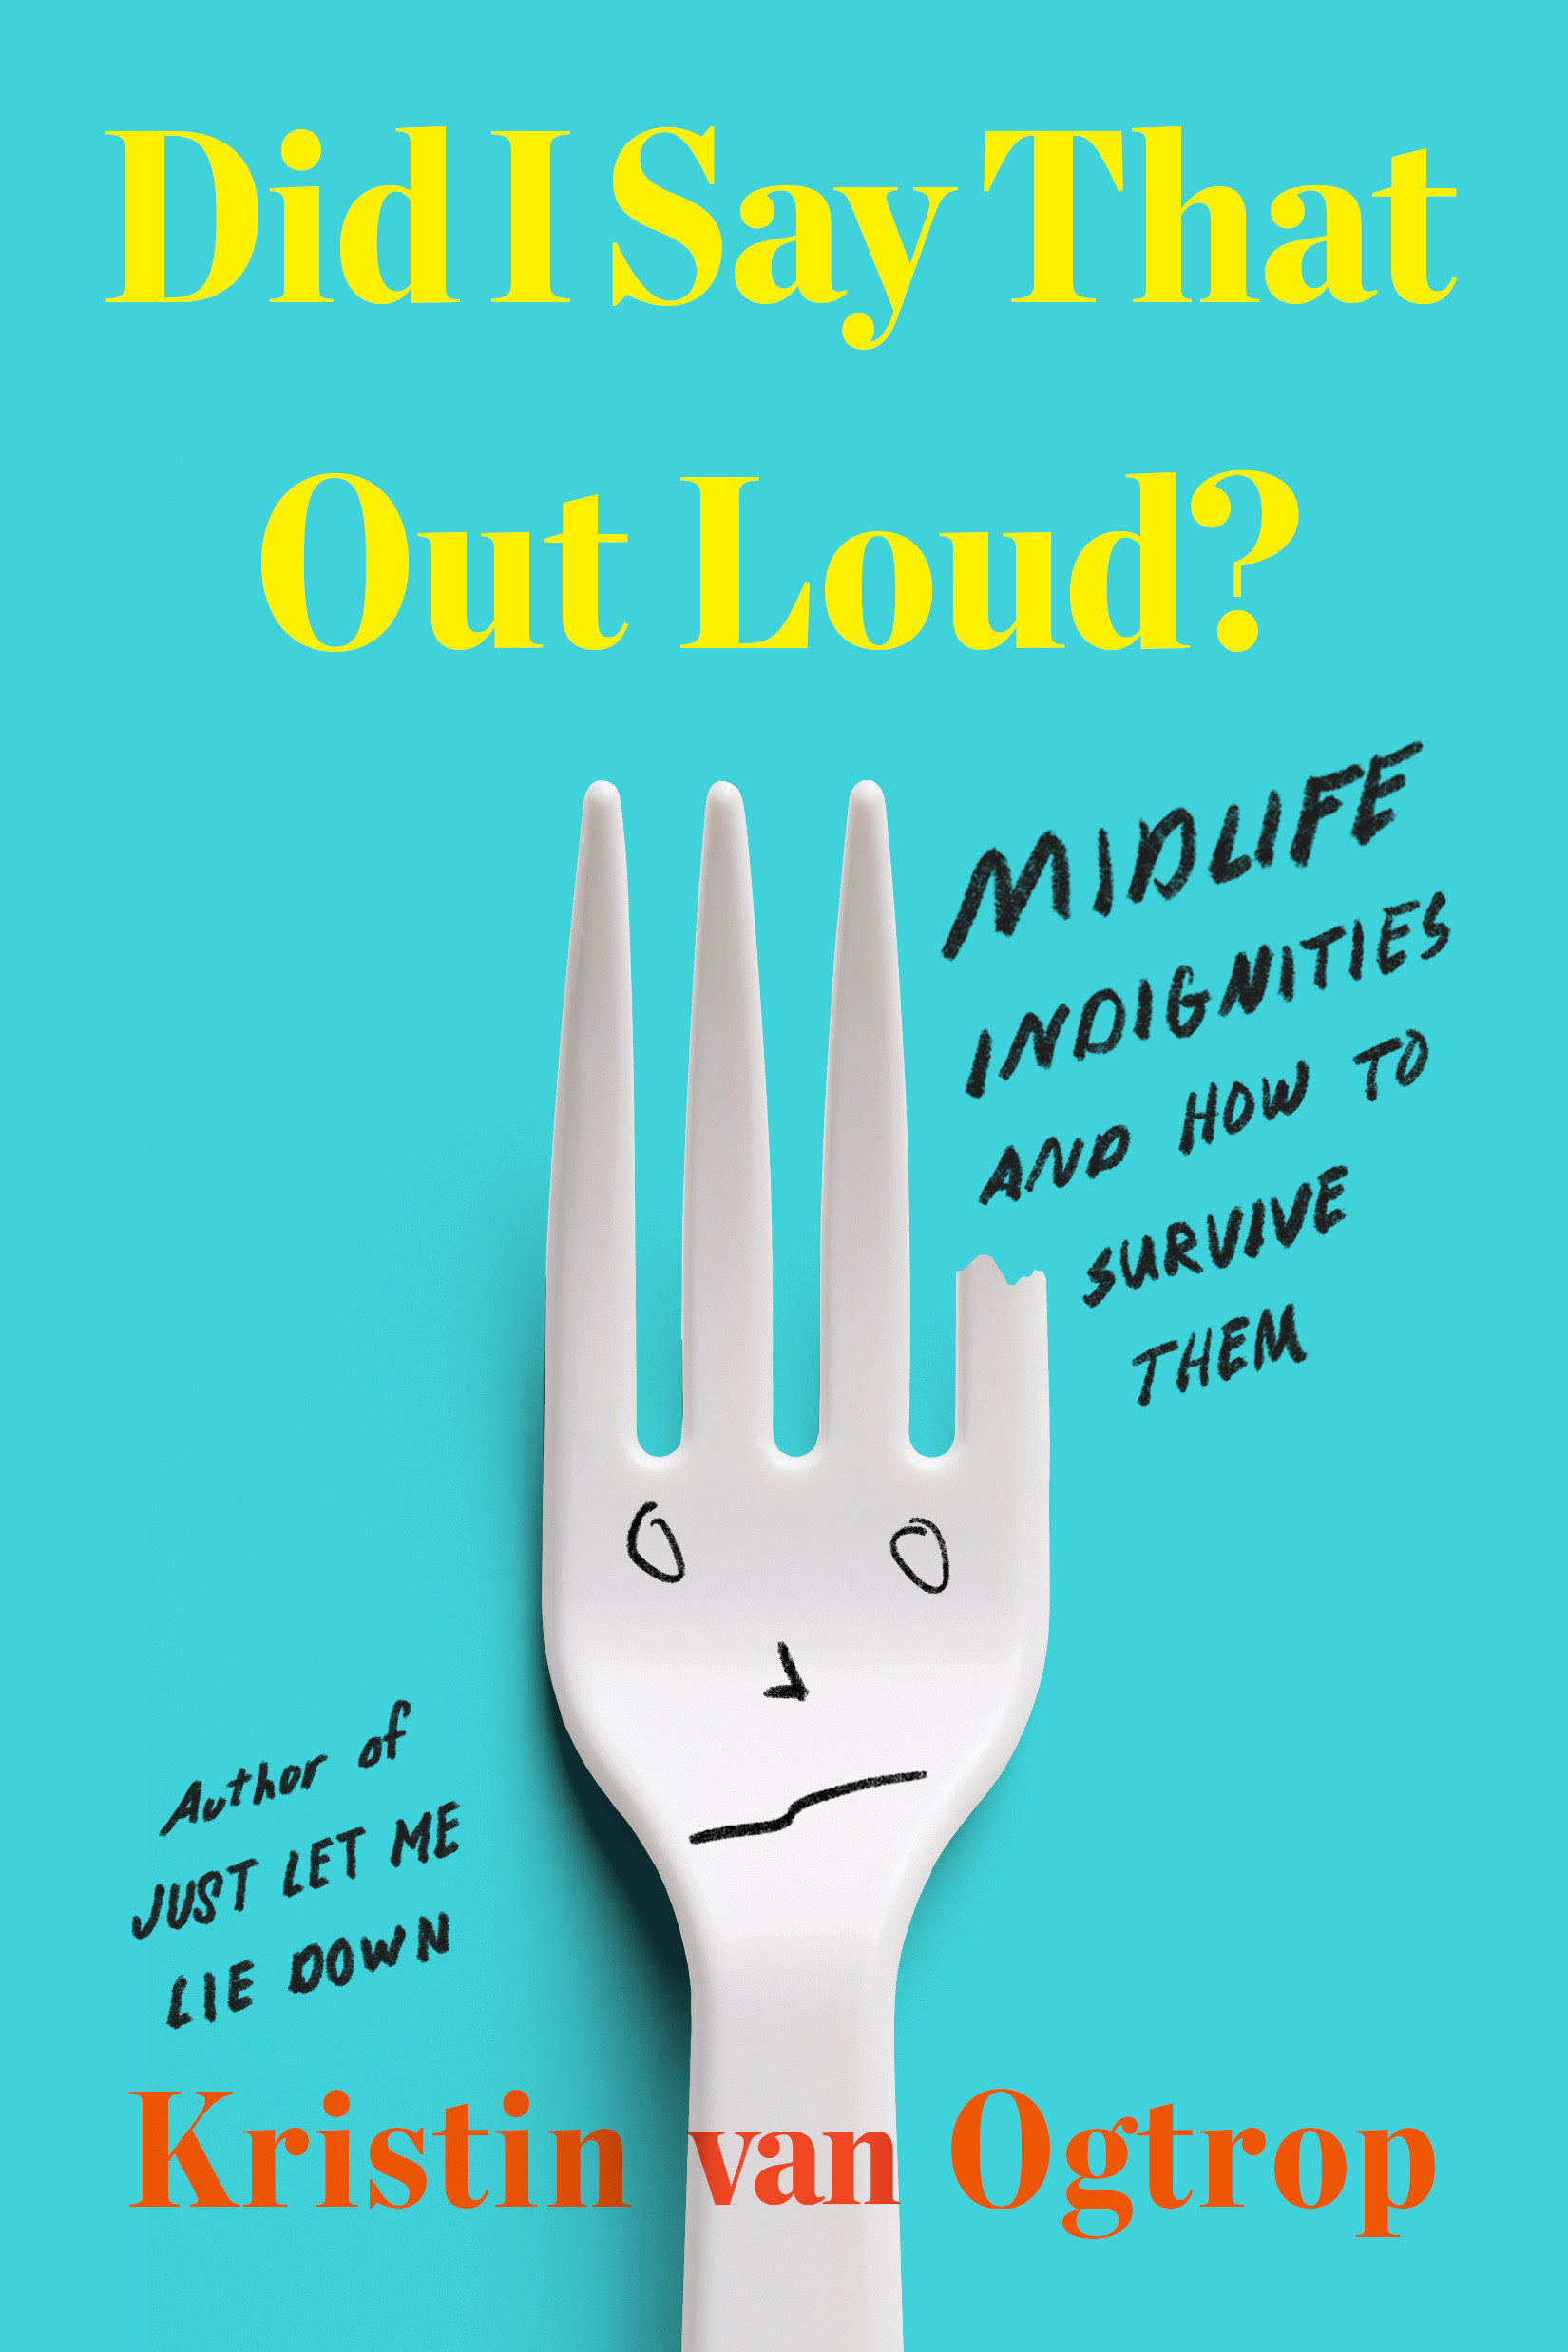 Did I Say That
Out Loud?
MIDLIFE
INDIGNITIES
AND HOW TO
SURVIVE
THEM
Author of
JUST LET ME
LIE DOWN
Kristin van Ogtrop